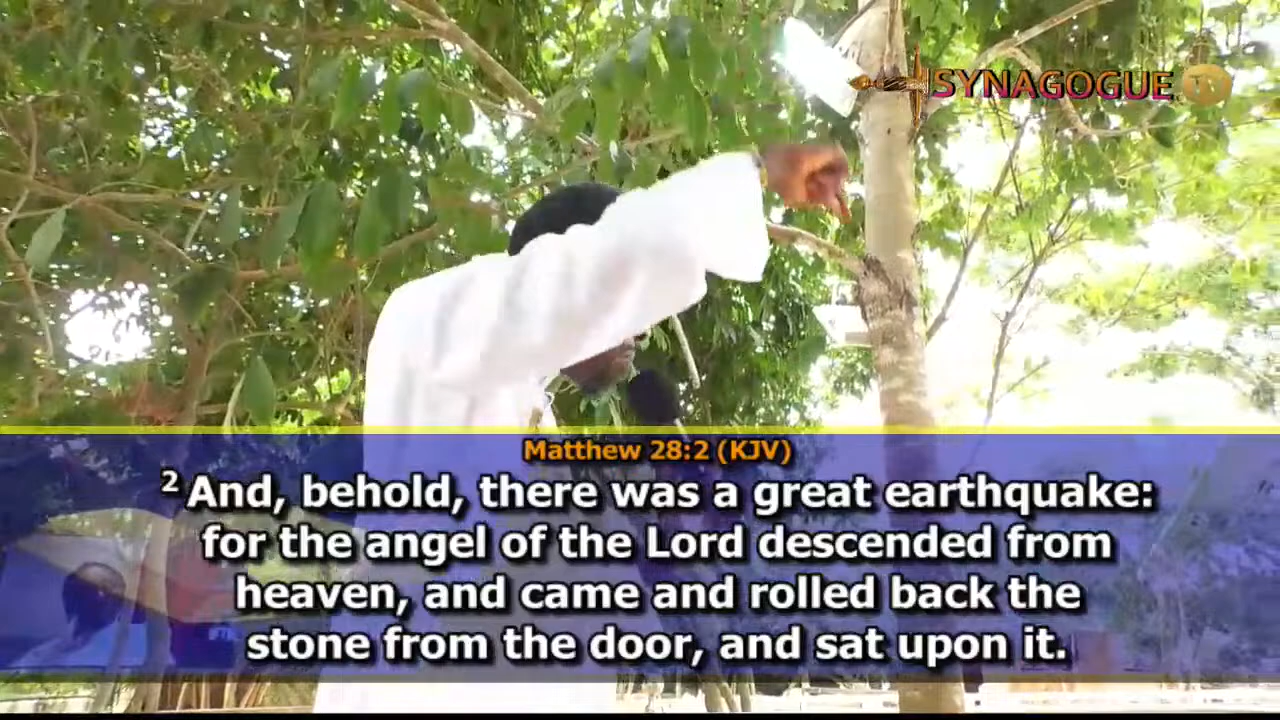 SYNAGOGUE TV
Matthew 28:2 (KJV)
2 And, behold, there was a great earthquake:
for the angel of the Lord descended from
heaven, and came and rolled back the
stone from the door, and sat upon it.